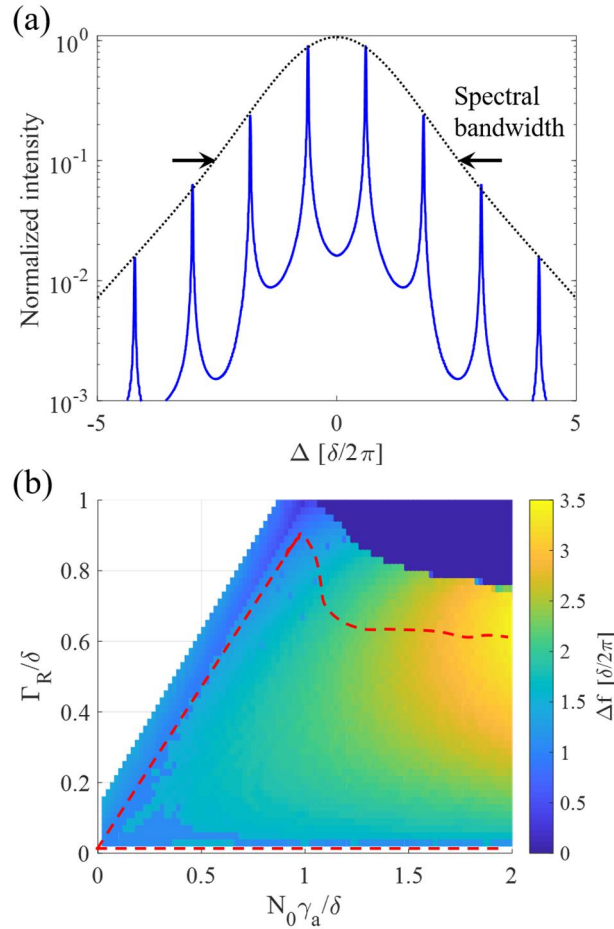 (a)
10^0
10^-1
10^-2
10^-3
Normalized intensity
Spectral
bandwidth
-5
0
5
Δ [δ/2π]
(b)
1
0.8
0.6
0.4
0.2
0
Γ_R/δ
0
0.5
1
1.5
2
N_0γ_a/δ
3.5
3
2.5
2
1.5
1
0.5
0
Δf [δ/2π]